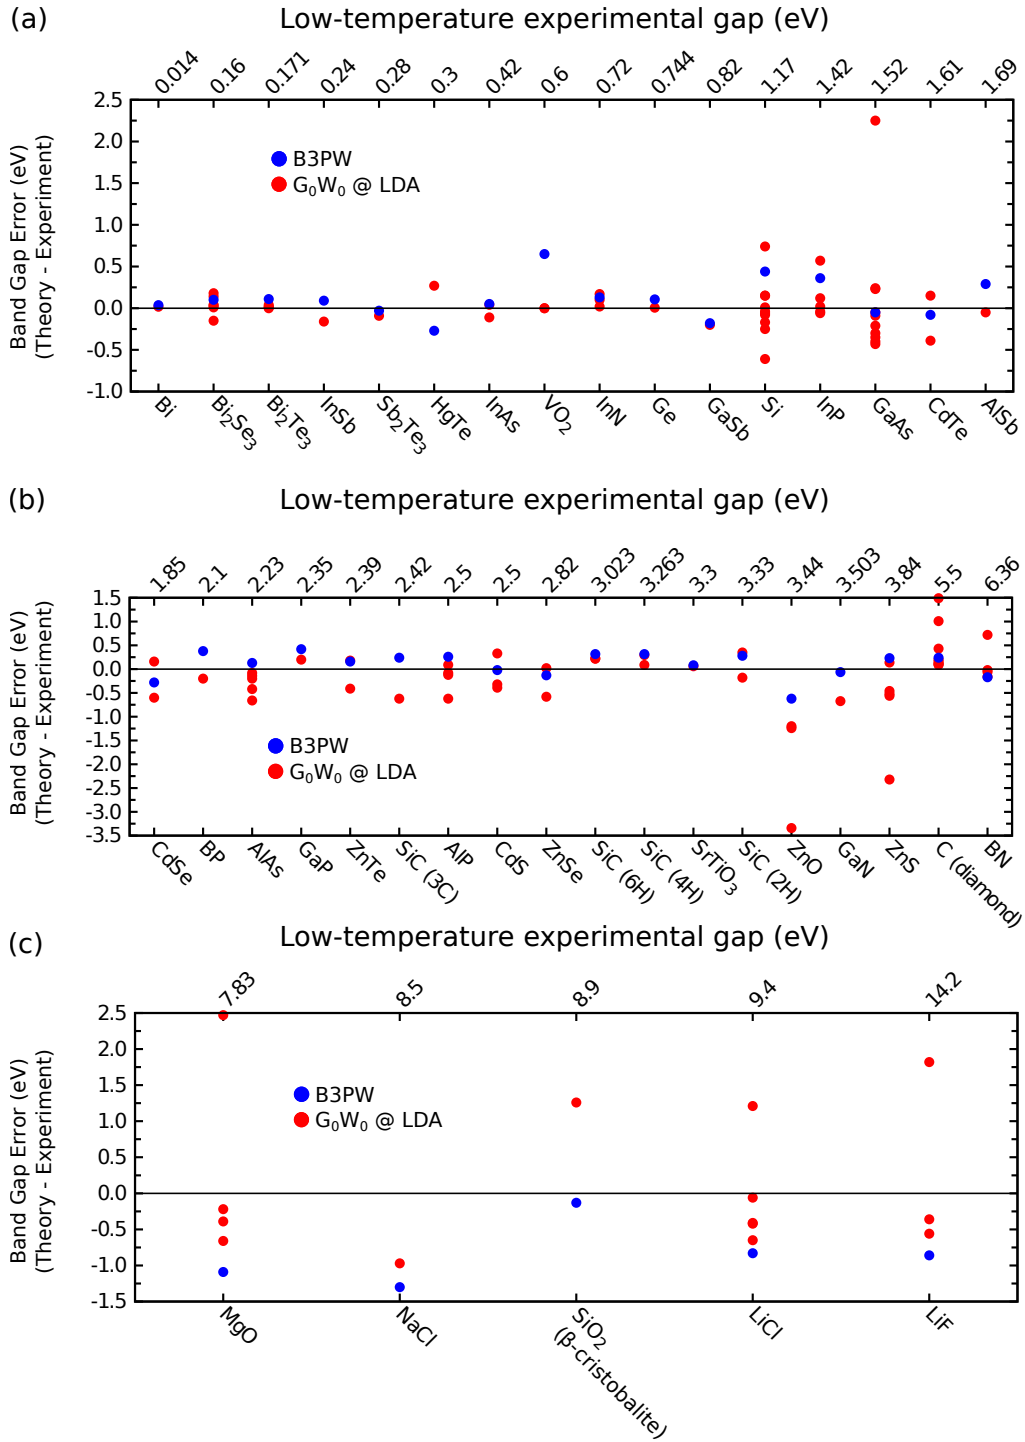 (a)
Low-temperature experimental gap (eV)
0.014 0.16 0.171 0.24 0.28 0.3 0.42 0.6 0.72 0.744 0.82 1.17 1.42 1.52 1.61 1.69
Band Gap Error (eV)
(Theory - Experiment)
2.5
2.0
1.5
1.0
0.5
0.0
-0.5
-1.0
B3PW
G₀W₀ @ LDA
Bi Bi₂Se₃ Bi₂Te₃ InSb Sb₂Te₃ HgTe InAs VO₂ InN Ge GaSb Si InP GaAs CdTe AlSb
(b)
Low-temperature experimental gap (eV)
1.85 2.1 2.23 2.35 2.39 2.42 2.5 2.5 2.82 3.023 3.263 3.3 3.33 3.44 3.503 3.84 5.5 6.36
Band Gap Error (eV)
(Theory - Experiment)
1.5
1.0
0.5
0.0
-0.5
-1.0
-1.5
-2.0
-2.5
-3.0
-3.5
B3PW
G₀W₀ @ LDA
CdSe BP AlAs GaP ZnTe SiC (3C) AlP CdS ZnSe SiC (6H) SiC (4H) SrTiO₃ SiC (2H) ZnO GaN ZnS C (diamond) BN
(c)
Low-temperature experimental gap (eV)
7.83 8.5 8.9 9.4 14.2
Band Gap Error (eV)
(Theory - Experiment)
2.5
2.0
1.5
1.0
0.5
0.0
-0.5
-1.0
-1.5
B3PW
G₀W₀ @ LDA
MgO NaCl SiO₂ LiCl LiF
(β-cristobalite)